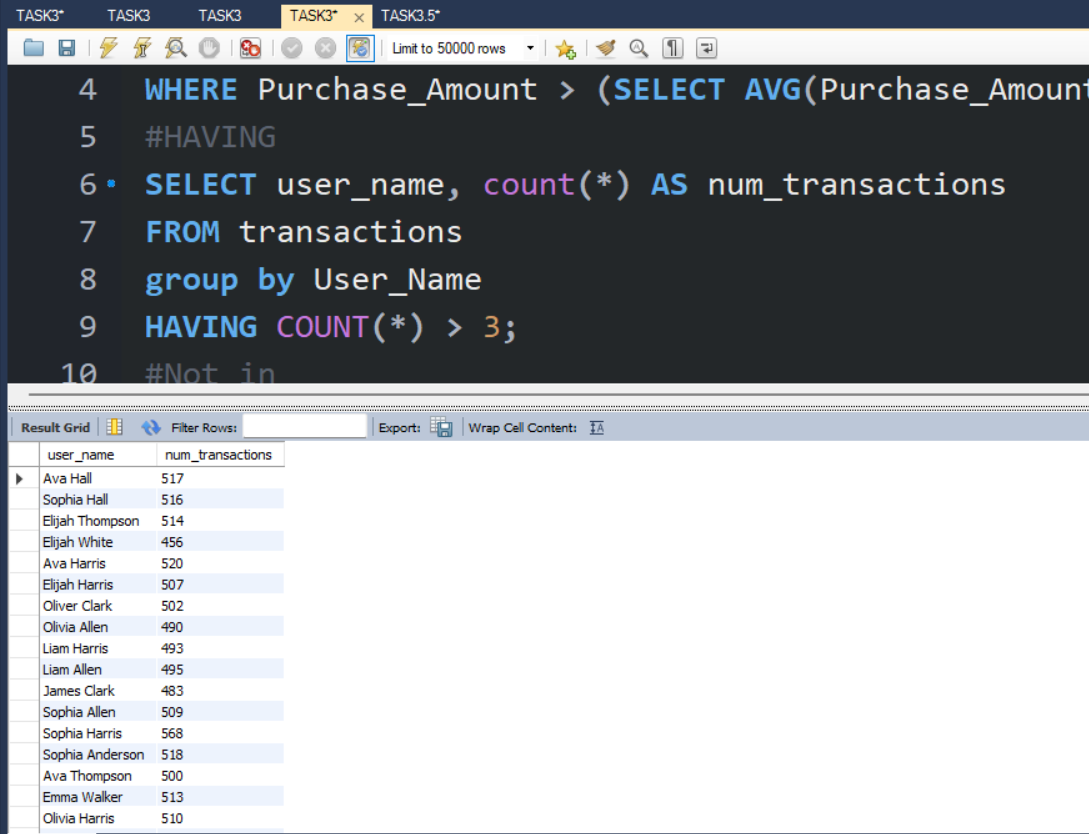 TASK3* TASK3 TASK3 TASK3* TASK3.5*
Limit to 50000 rows
4 WHERE Purchase_Amount > (SELECT AVG(Purchase_Amount
5 #HAVING
6 SELECT user_name, count(*) AS num_transactions
7 FROM transactions
8 group by User_Name
9 HAVING COUNT(*) > 3;
10 #Not in
Result Grid Filter Rows: Export: Wrap Cell Content:
user_name num_transactions
Ava Hall 517
Sophia Hall 516
Elijah Thompson 514
Elijah White 456
Ava Harris 520
Elijah Harris 507
Oliver Clark 502
Olivia Allen 490
Liam Harris 493
Liam Allen 495
James Clark 483
Sophia Allen 509
Sophia Harris 568
Sophia Anderson 518
Ava Thompson 500
Emma Walker 513
Olivia Harris 510